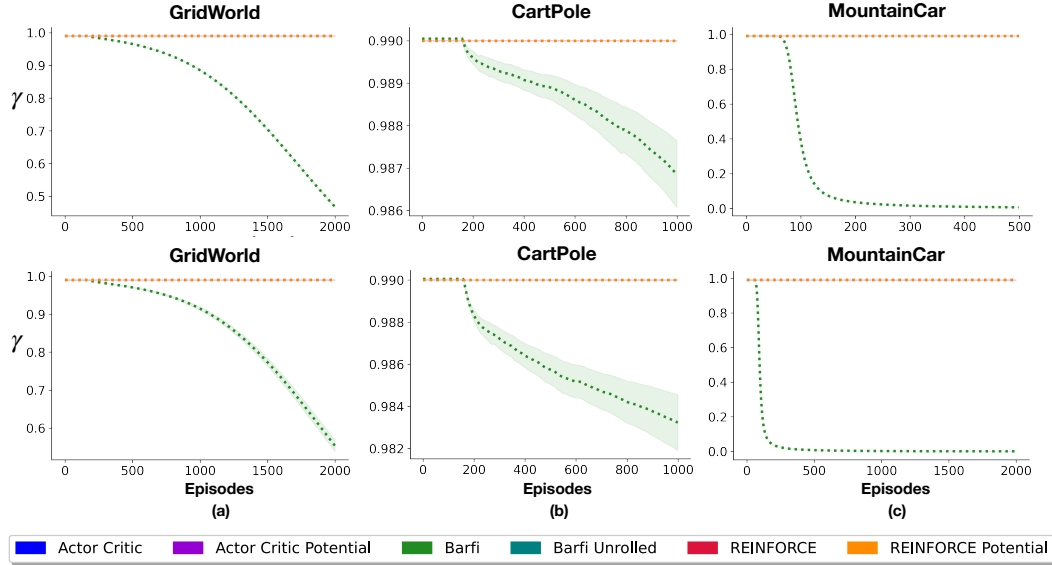 GridWorld
CartPole
MountainCar
γ
1.0
0.9
0.8
0.7
0.6
0.5
0 500 1000 1500 2000
0.990
0.989
0.988
0.987
0.986
0 200 400 600 800 1000
1.0
0.8
0.6
0.4
0.2
0.0
0 100 200 300 400 500
GridWorld
CartPole
MountainCar
γ
1.0
0.9
0.8
0.7
0.6
0 500 1000 1500 2000
Episodes
(a)
0.990
0.988
0.986
0.984
0.982
0 200 400 600 800 1000
Episodes
(b)
1.0
0.8
0.6
0.4
0.2
0.0
0 500 1000 1500 2000
Episodes
(c)
Actor Critic Actor Critic Potential Barfi Barfi Unrolled REINFORCE REINFORCE Potential